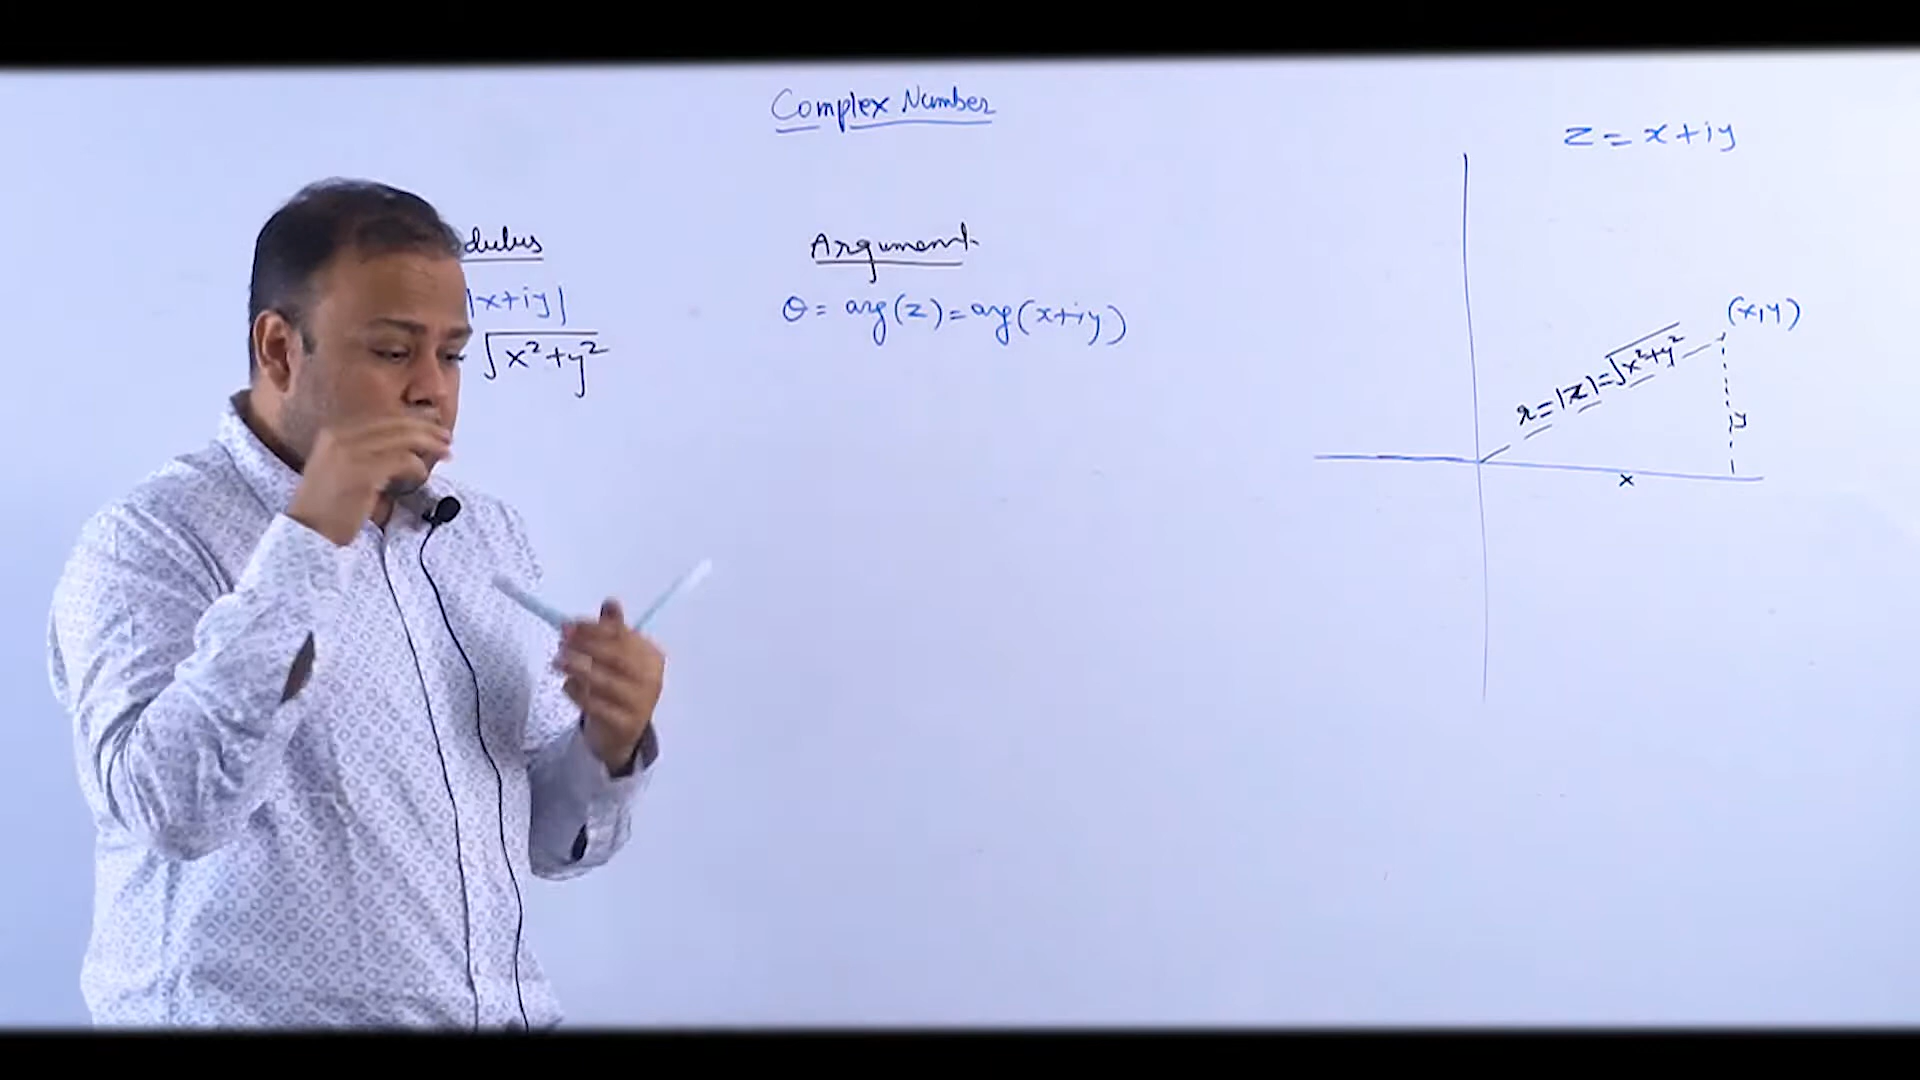 Complex Number
z = x+iy
dulus
Argument
|x+iy|
θ = arg(z) = arg(x+iy)
√x²+y²
(x,y)
r=|z|=√x²+y²
y
x